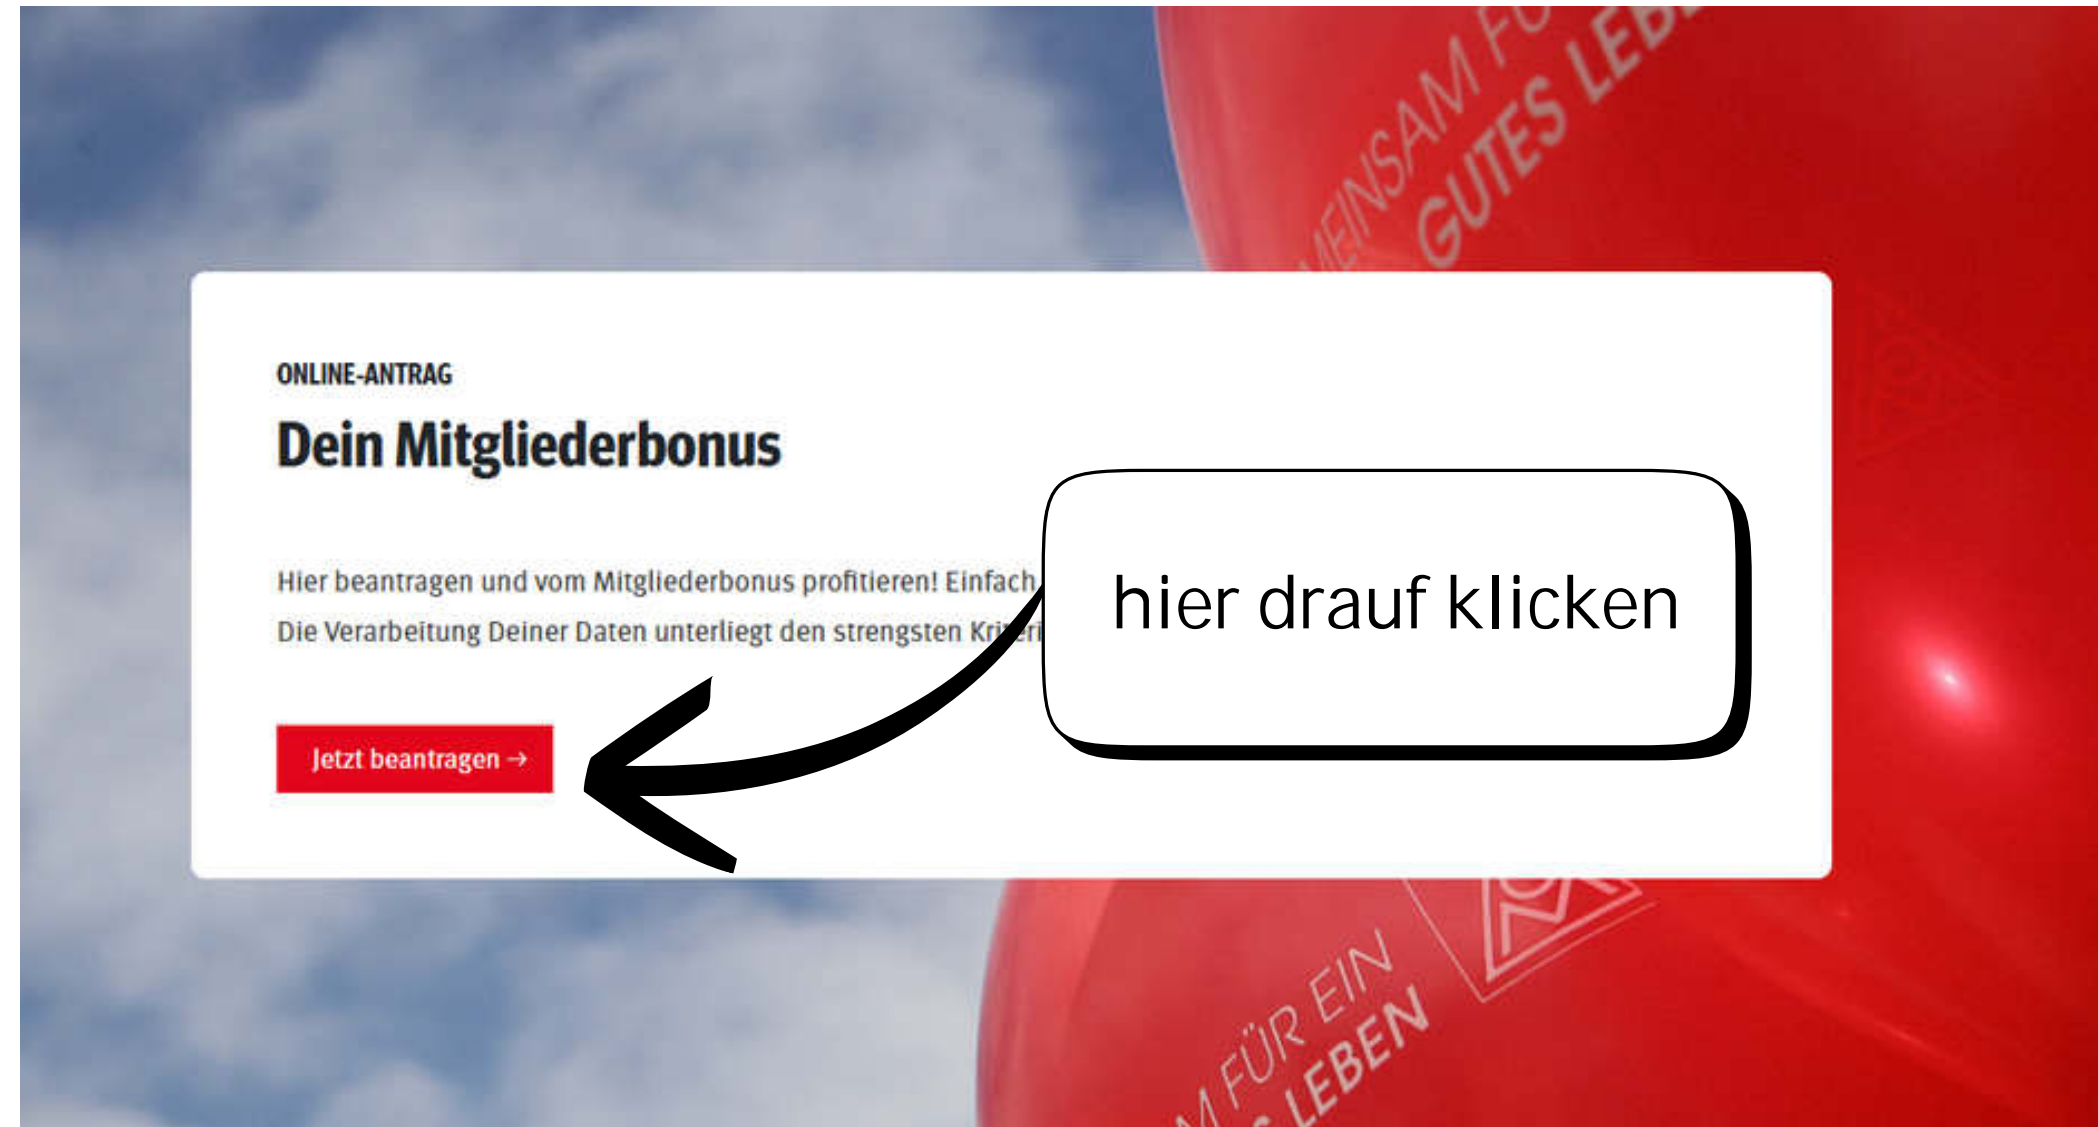 GUTES
ONLINE-ANTRAG
Dein Mitgliederbonus
Hier beantragen und vom Mitgliederbonus profitieren! Einfach
Die Verarbeitung Deiner Daten unterliegt den strengsten
hier drauf klicken
Jetzt beantragen →
FÜR EIN
LEBEN